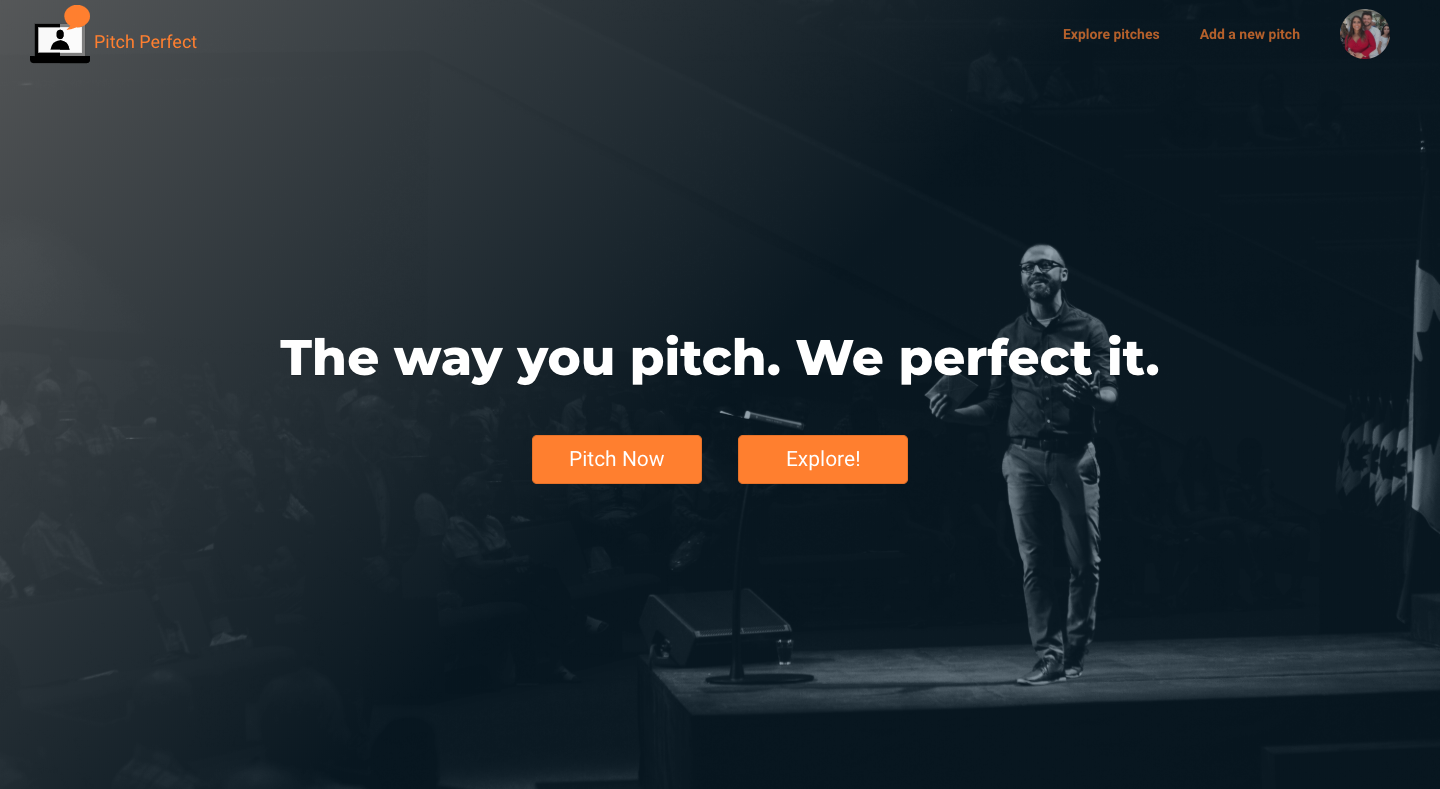 Pitch Perfect
Explore pitches
Add a new pitch
The way you pitch. We perfect it.
Pitch Now
Explore!